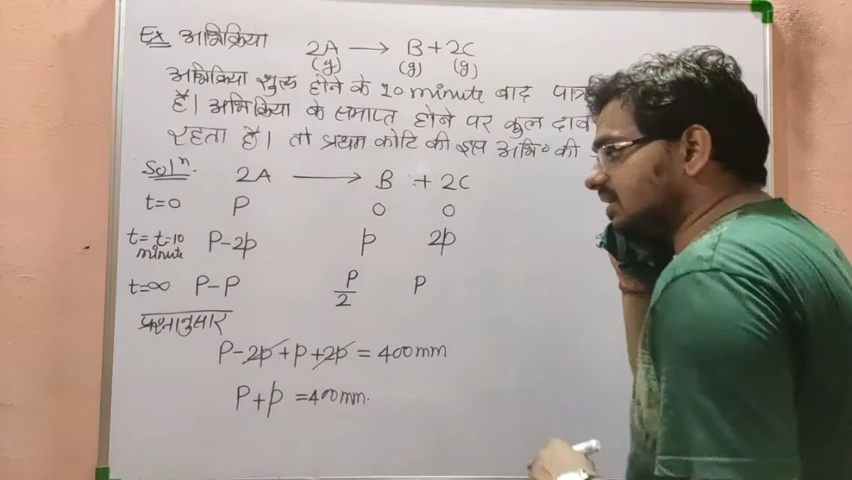 Ex. अभिक्रिया 2A → B + 2C
(g) (g) (g)
अभिक्रिया शुरू होने के 10 minute बाद पात्र
है। अभिक्रिया के समाप्त होने पर कुल दाब
रहता है। तो प्रथम कोटि की इस अभि० की
Solⁿ. 2A → B + 2C
t=0 P 0 0
t= t=10 minute P-2p p 2p
t=∞ P-P P/2 P
प्रश्नानुसार
P-2p+p+2p = 400mm
P+p =400mm.